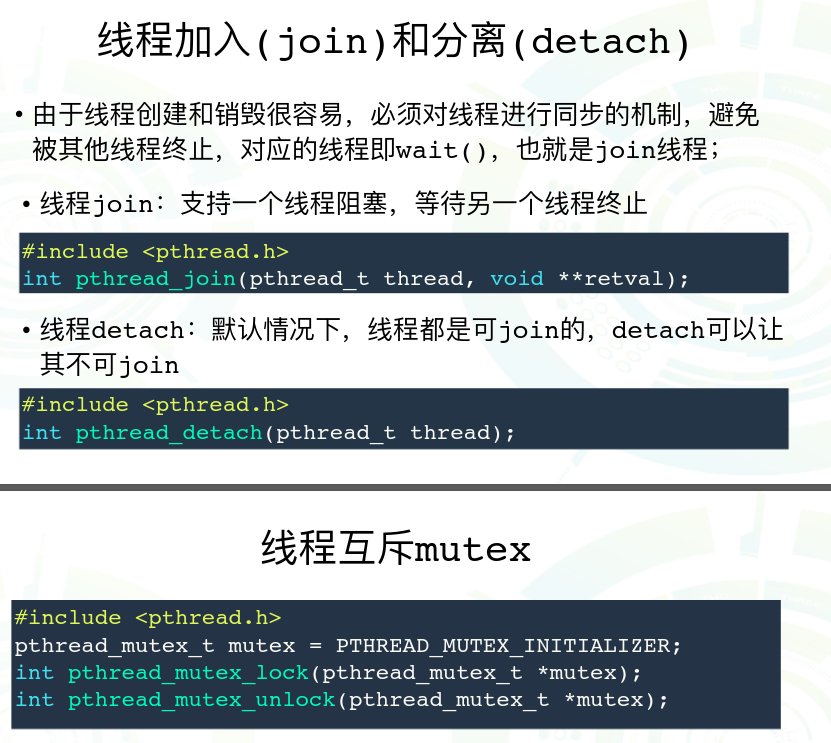 线程加入(join)和分离(detach)
• 由于线程创建和销毁很容易，必须对线程进行同步的机制，避免
被其他线程终止，对应的线程即wait()，也就是join线程；
• 线程join：支持一个线程阻塞，等待另一个线程终止
#include <pthread.h>
int pthread_join(pthread_t thread, void **retval);
• 线程detach：默认情况下，线程都是可join的，detach可以让
其不可join
#include <pthread.h>
int pthread_detach(pthread_t thread);
线程互斥mutex
#include <pthread.h>
pthread_mutex_t mutex = PTHREAD_MUTEX_INITIALIZER;
int pthread_mutex_lock(pthread_mutex_t *mutex);
int pthread_mutex_unlock(pthread_mutex_t *mutex);